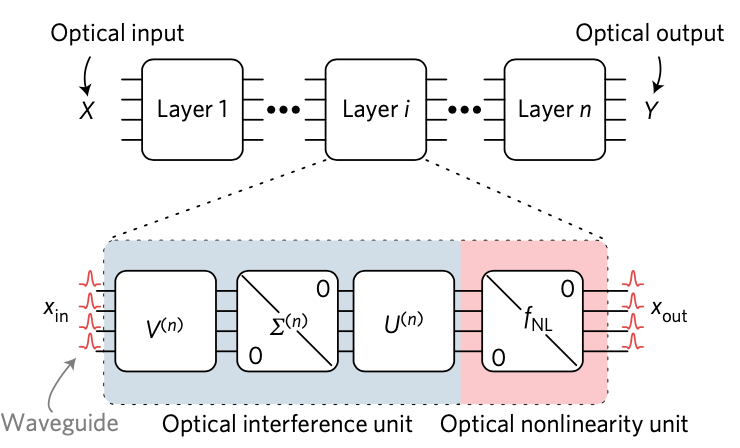 Optical input
Optical output
X
Layer 1
•••
Layer i
•••
Layer n
Y
x_in
V⁽ⁿ⁾
0
Σ⁽ⁿ⁾
0
U⁽ⁿ⁾
0
f_NL
0
x_out
Waveguide
Optical interference unit
Optical nonlinearity unit